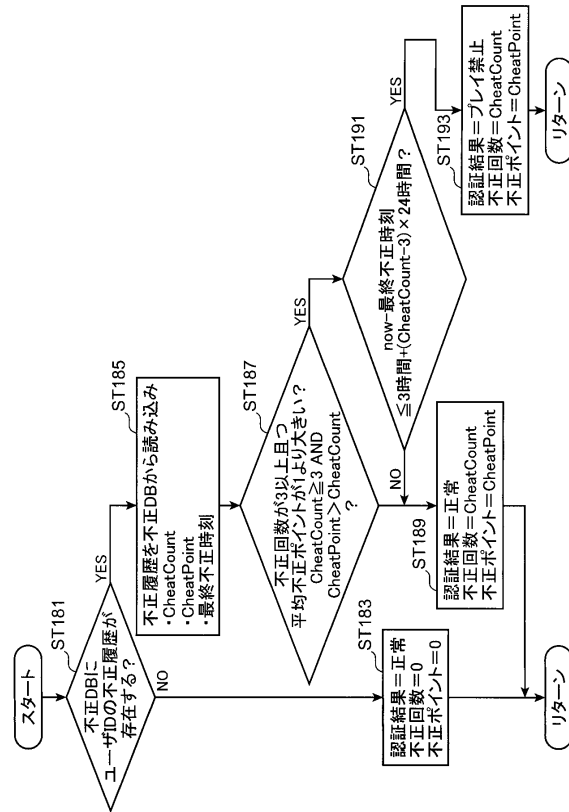 スタート
ST181
不正DBに
ユーザIDの不正履歴が
存在する?
YES
NO
ST185
不正履歴を不正DBから読み込み
・CheatCount
・CheatPoint
・最終不正時刻
ST187
不正回数が3以上且つ
平均不正ポイントが1より大きい?
CheatCount≧3 AND
CheatPoint>CheatCount
?
YES
ST191
now-最終不正時刻
≦3時間+(CheatCount-3)×24時間?
YES
NO
ST193
認証結果=プレイ禁止
不正回数=CheatCount
不正ポイント=CheatPoint
リターン
ST189
認証結果=正常
不正回数=CheatCount
不正ポイント=CheatPoint
ST183
認証結果=正常
不正回数=0
不正ポイント=0
リターン